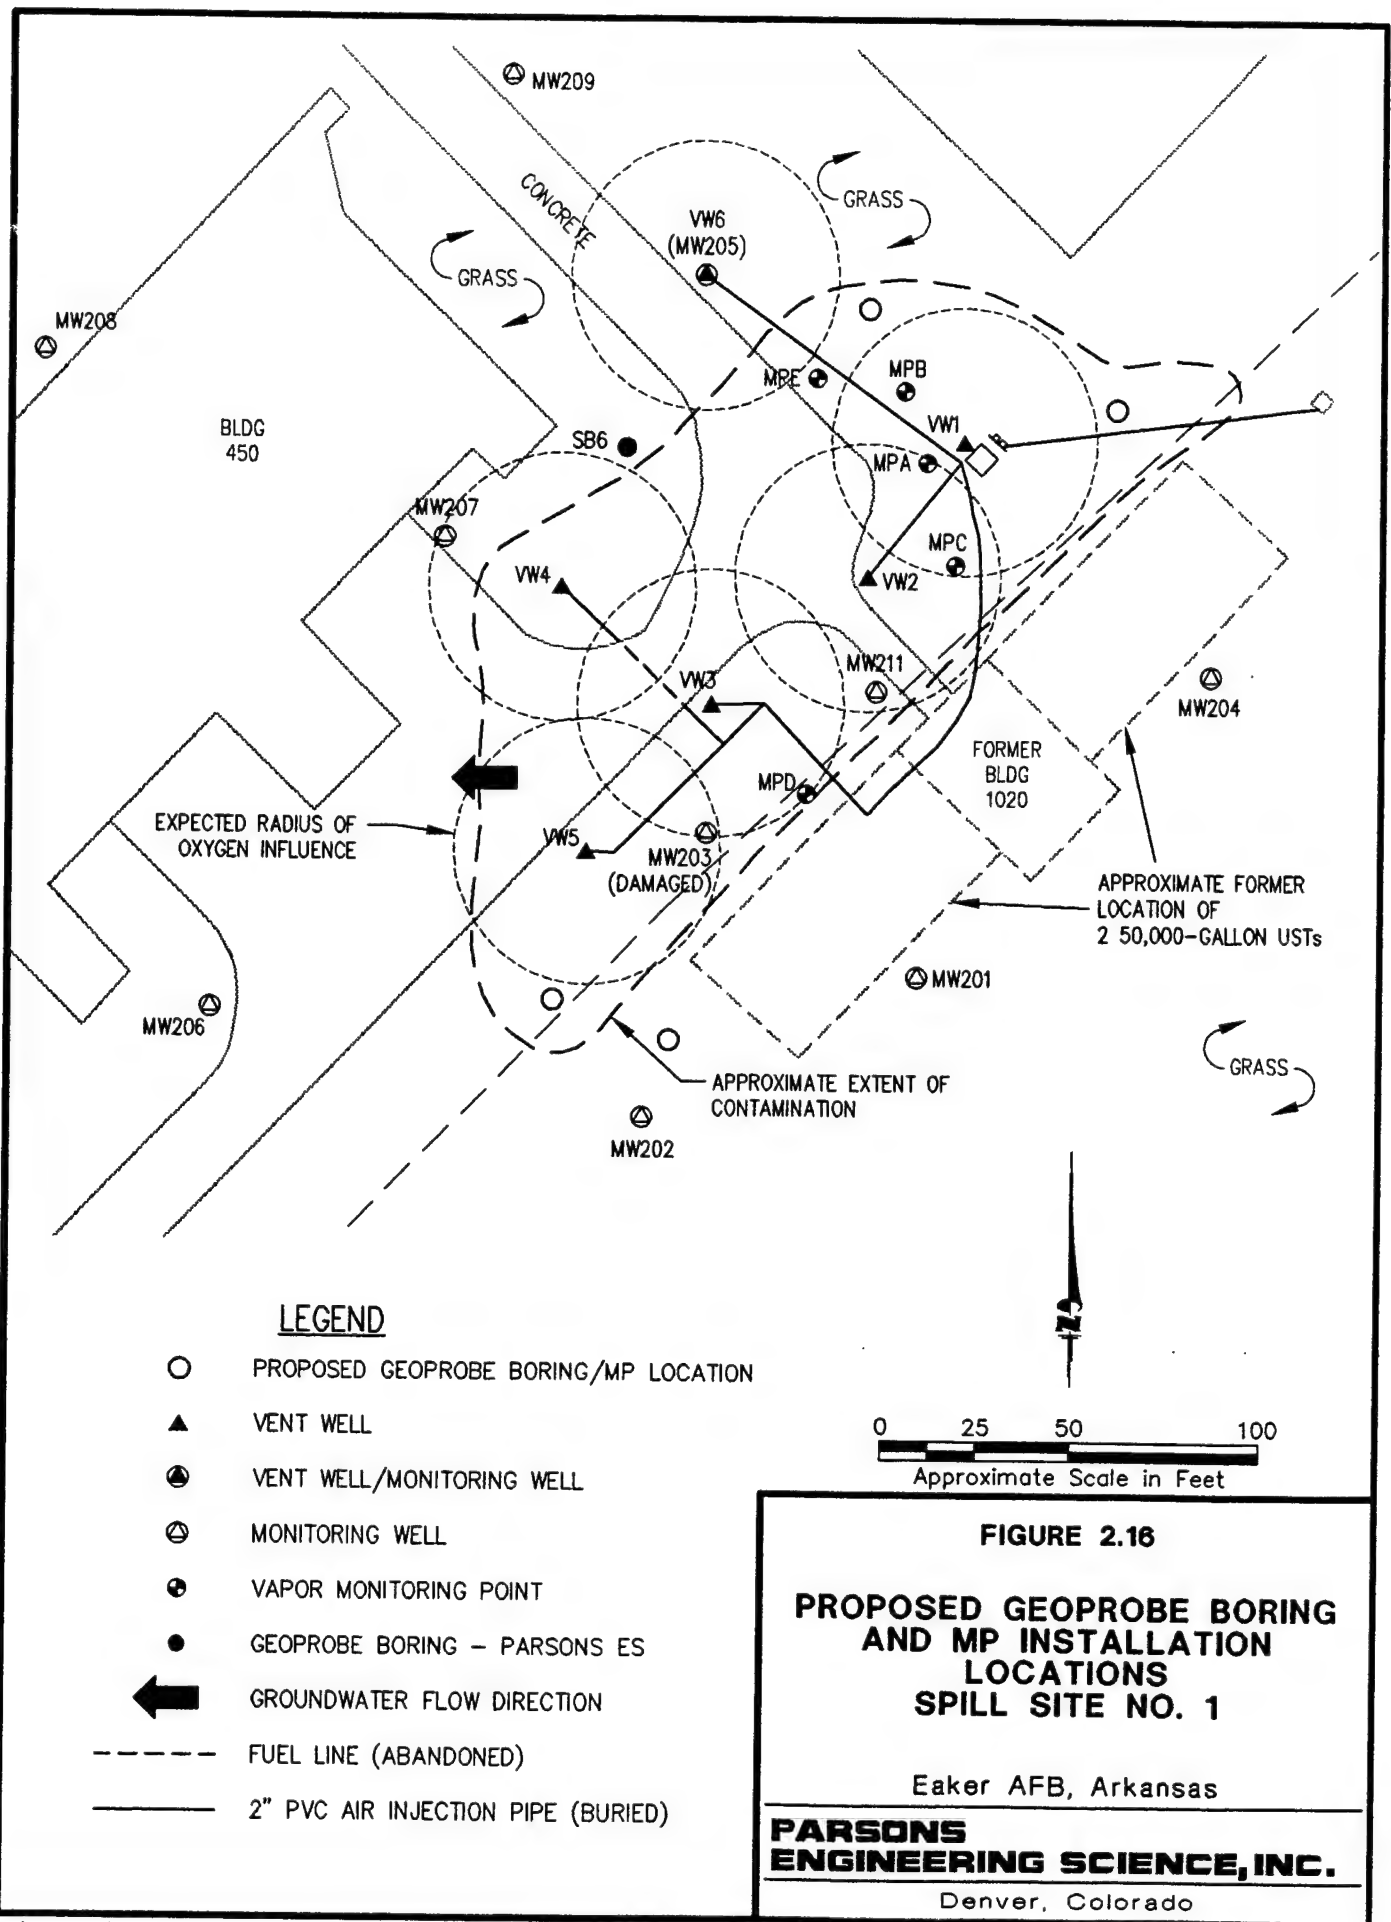 MW209
CONCRETE
VW6
(MW205)
GRASS
GRASS
MW208
MPE
MPB
BLDG
450
SB6
VW1
MPA
MW207
MPC
VW4
VW2
MW211
VW3
MW204
FORMER
BLDG
1020
MPD
EXPECTED RADIUS OF
OXYGEN INFLUENCE
VW5
MW203
(DAMAGED)
APPROXIMATE FORMER
LOCATION OF
2 50,000-GALLON USTs
MW201
MW206
GRASS
APPROXIMATE EXTENT OF
CONTAMINATION
MW202
N
LEGEND
PROPOSED GEOPROBE BORING/MP LOCATION
VENT WELL
VENT WELL/MONITORING WELL
MONITORING WELL
VAPOR MONITORING POINT
GEOPROBE BORING - PARSONS ES
GROUNDWATER FLOW DIRECTION
FUEL LINE (ABANDONED)
2" PVC AIR INJECTION PIPE (BURIED)
0 25 50 100
Approximate Scale in Feet
FIGURE 2.16
PROPOSED GEOPROBE BORING
AND MP INSTALLATION
LOCATIONS
SPILL SITE NO. 1
Eaker AFB, Arkansas
PARSONS
ENGINEERING SCIENCE, INC.
Denver, Colorado